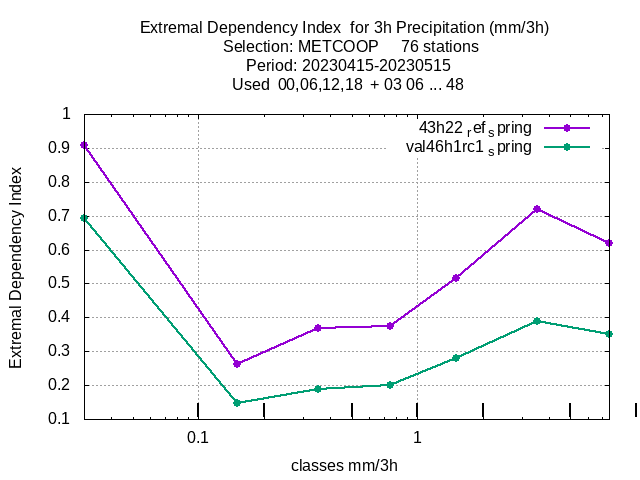 Extremal Dependency Index  for 3h Precipitation (mm/3h)
Selection: METCOOP     76 stations
Period: 20230415-20230515
Used  00,06,12,18  + 03 06 ... 48
43h22 ref spring
val46h1rc1 spring
1
0.9
0.8
0.7
0.6
0.5
0.4
0.3
0.2
0.1
Extremal Dependency Index
0.1 1
classes mm/3h